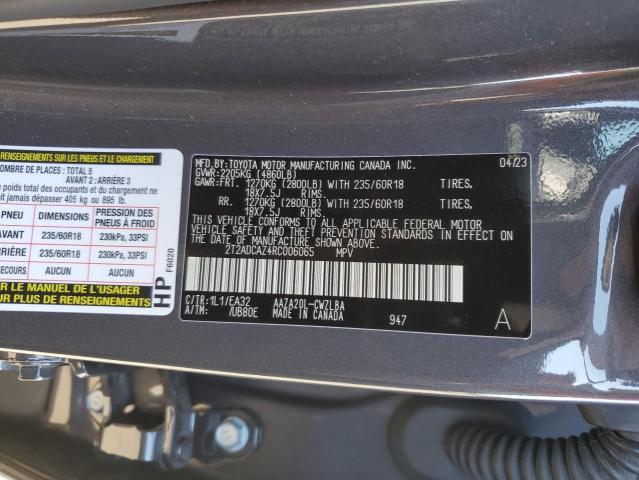 RENSEIGNEMENTS SUR LES PNEUS ET LE CHARGEMENT
NOMBRE DE PLACES : TOTAL 5
AVANT 2 : ARRIÈRE 3
total des occupants et du chargement ne
doit jamais dépasser 405 kg ou 895 lb.
PNEU DIMENSIONS PRESSION DES PNEUS À FROID
AVANT 235/60R18 230kPa, 33PSI
ARRIÈRE 235/60R18 230kPa, 33PSI
SECOURS AUCUN AUCUN
MANUEL DE L'USAGER
Pour plus de renseignements
HP F6020
MFD.BY:TOYOTA MOTOR MANUFACTURING CANADA INC. 04/23
GVWR:2205KG (4860LB)
GAWR:FRT. 1270KG (2800LB) WITH 235/60R18 TIRES,
18X7.5J RIMS
RR. 1270KG (2800LB) WITH 235/60R18 TIRES,
18X7.5J RIMS
THIS VEHICLE CONFORMS TO ALL APPLICABLE FEDERAL MOTOR
VEHICLE SAFETY AND THEFT PREVENTION STANDARDS IN EFFECT
ON THE DATE OF MANUFACTURE SHOWN ABOVE.
2T2ADCAZ4RC006065 MPV
C/TR:1L1/EA32 AAZA20L-CWZLBA
A/TM: /UB80E MADE IN CANADA 947 A